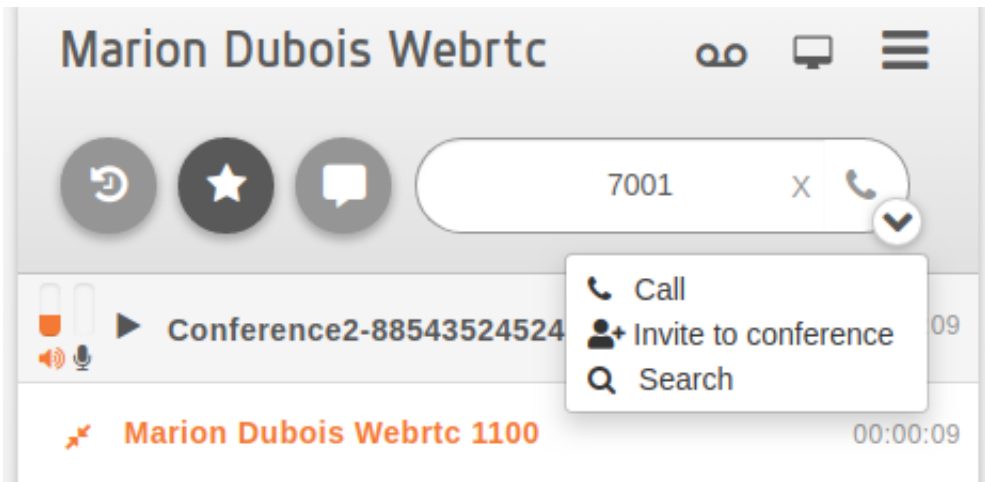 Marion Dubois Webrtc
7001 X
Call
Invite to conference
Search
Conference2-88543524524
09
Marion Dubois Webrtc 1100
00:00:09